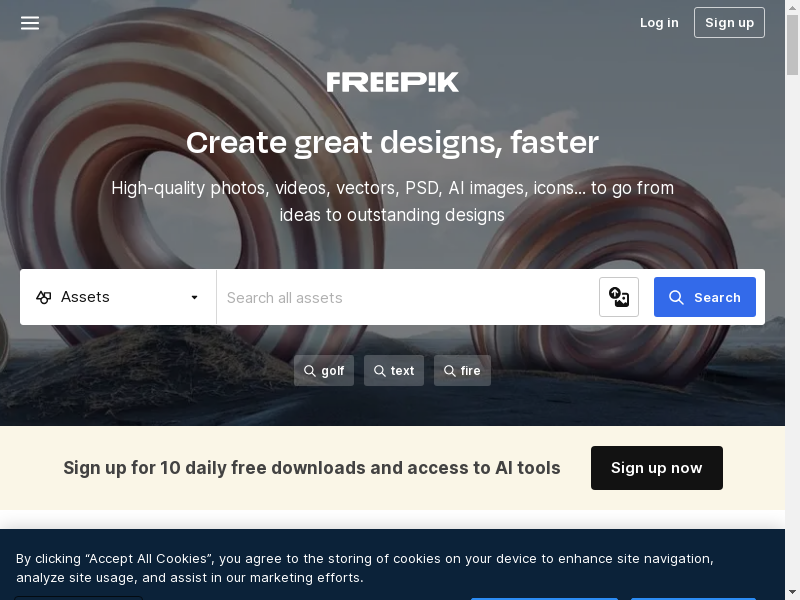 Log in
Sign up
FREEPIK
Create great designs, faster
High-quality photos, videos, vectors, PSD, AI images, icons... to go from
ideas to outstanding designs
Assets
Search all assets
Search
golf
text
fire
Sign up for 10 daily free downloads and access to AI tools
Sign up now
By clicking “Accept All Cookies”, you agree to the storing of cookies on your device to enhance site navigation,
analyze site usage, and assist in our marketing efforts.